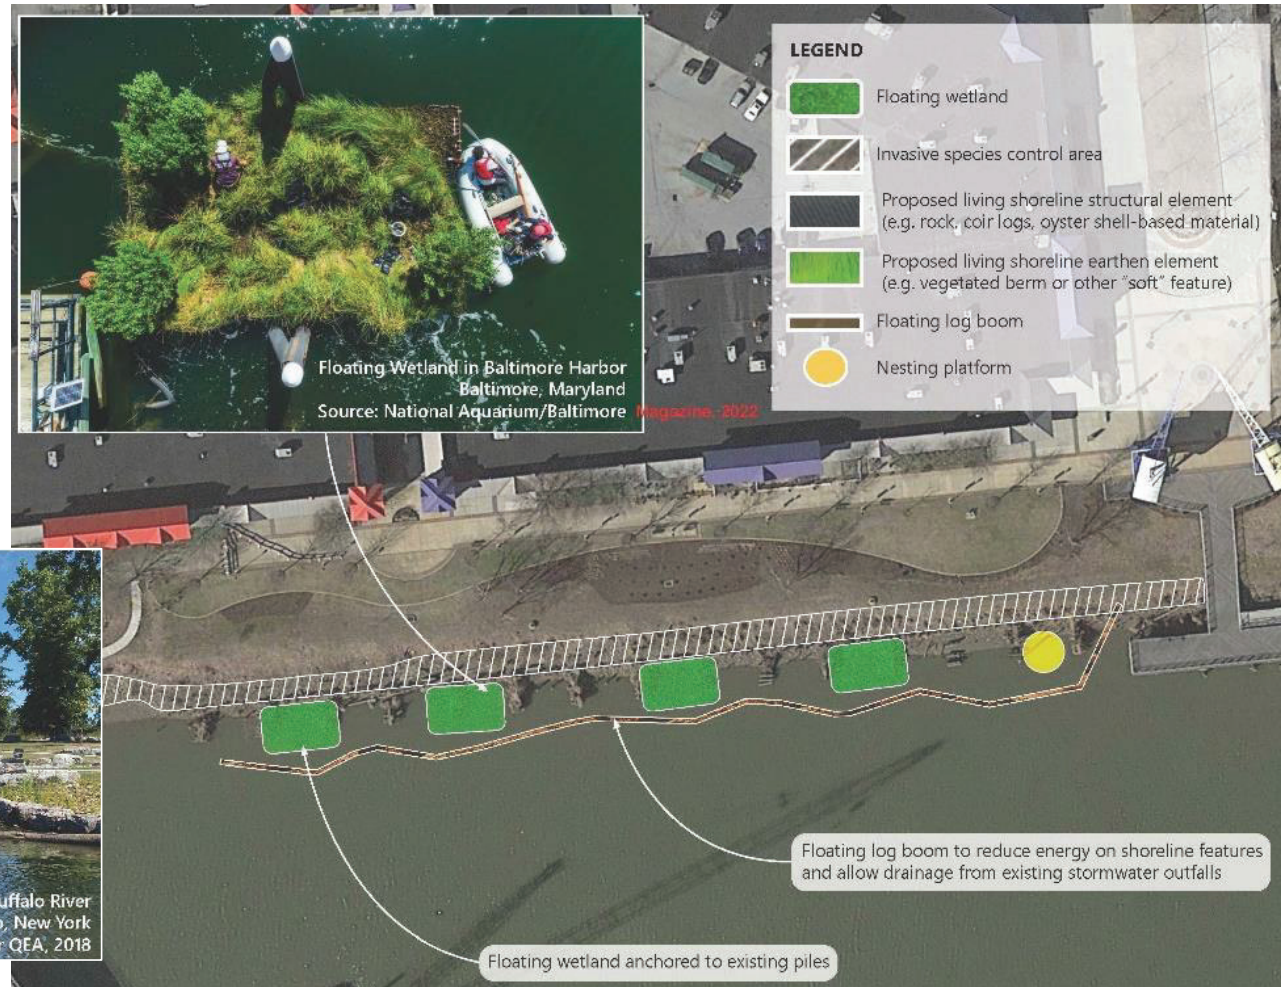 Floating Wetland in Baltimore Harbor
Baltimore, Maryland
Source: National Aquarium/Baltimore Magazine, 2022
LEGEND
Floating wetland
Invasive species control area
Proposed living shoreline structural element
(e.g. rock, coir logs, oyster shell-based material)
Proposed living shoreline earthen element
(e.g. vegetated berm or other "soft" feature)
Floating log boom
Nesting platform
uffalo River
, New York
QEA, 2018
Floating log boom to reduce energy on shoreline features
and allow drainage from existing stormwater outfalls
Floating wetland anchored to existing piles